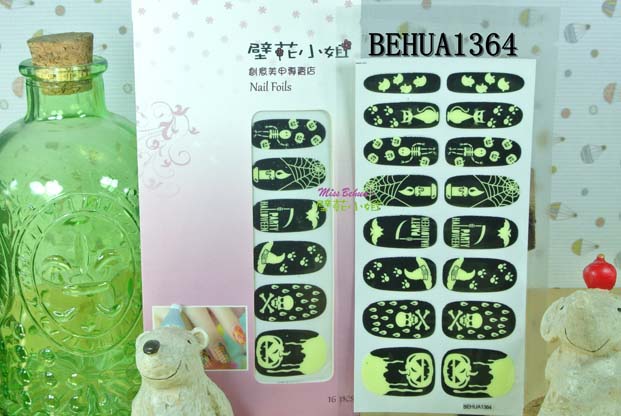 壁花小姐
創意美甲專賣店
Nail Foils
BEHUA1364
Miss Behua
壁花小姐
PARTY
HALLOWEEN
PARTY
HALLOWEEN
PARTY
HALLOWEEN
16 pcs
BEHUA1364